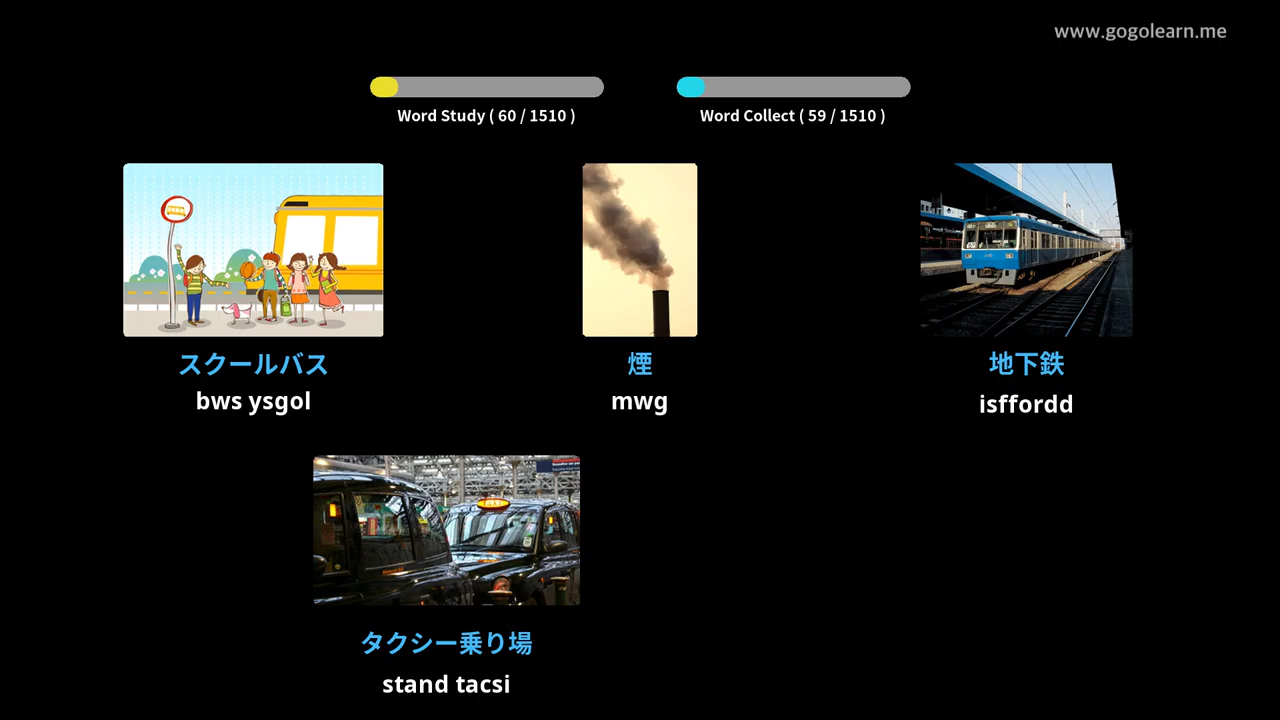 www.gogolearn.me
Word Study ( 60 / 1510 )
Word Collect ( 59 / 1510 )
スクールバス
煙
地下鉄
bws ysgol
mwg
isffordd
TAXI
タクシー乗り場
stand tacsi